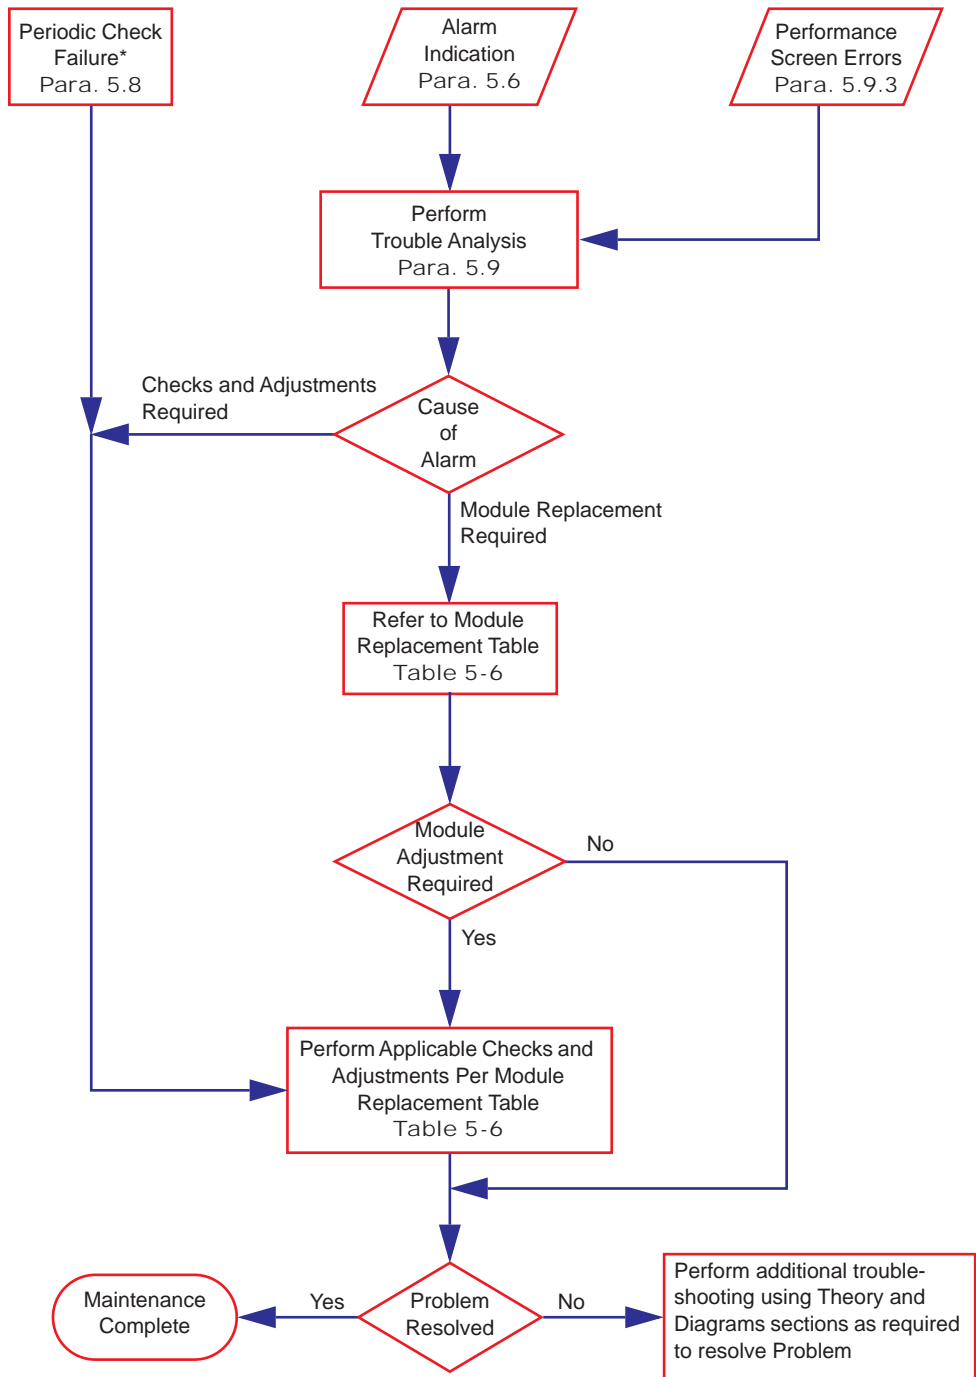 Periodic Check
Failure*
Para. 5.8
Alarm
Indication
Para. 5.6
Performance
Screen Errors
Para. 5.9.3
Perform
Trouble Analysis
Para. 5.9
Checks and Adjustments
Required
Cause
of
Alarm
Module Replacement
Required
Refer to Module
Replacement Table
Table 5-6
Module
Adjustment
Required
No
Yes
Perform Applicable Checks and
Adjustments Per Module
Replacement Table
Table 5-6
Maintenance
Complete
Yes
Problem
Resolved
No
Perform additional trouble-
shooting using Theory and
Diagrams sections as required
to resolve Problem